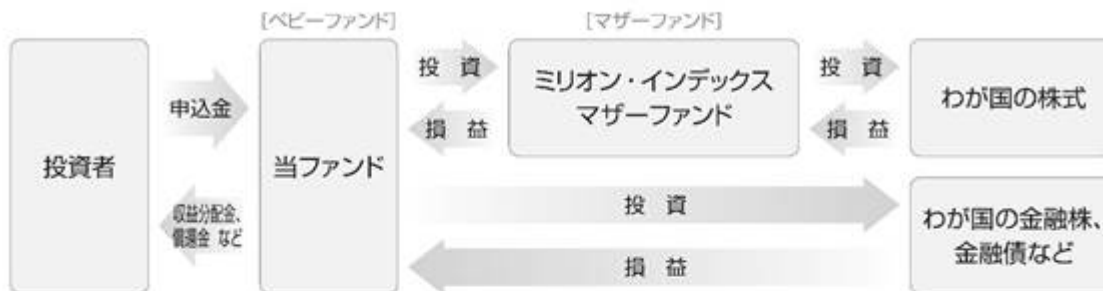 [ベビーファンド]
[マザーファンド]
投資者
申込金
収益分配金、
償還金 など
当ファンド
投 資
損 益
ミリオン・インデックス
マザーファンド
投 資
損 益
わが国の株式
投 資
損 益
わが国の金融株、
金融債など